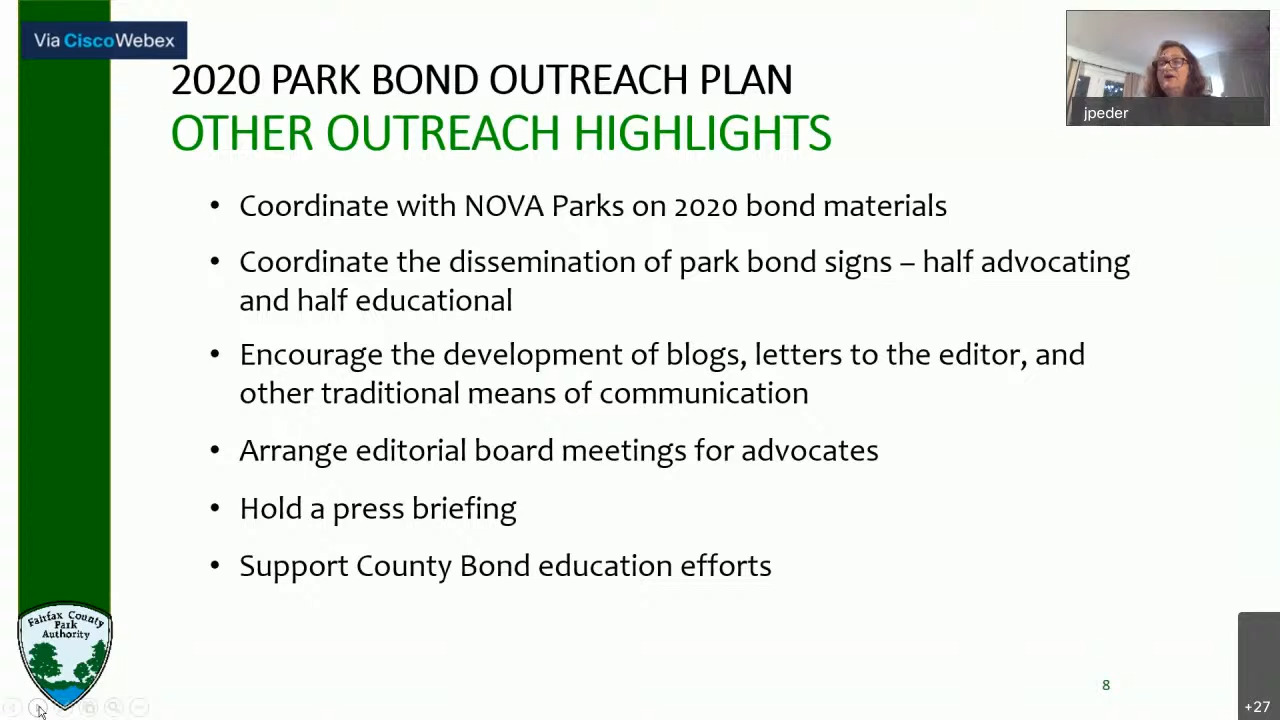 Via CiscoWebex
2020 PARK BOND OUTREACH PLAN
OTHER OUTREACH HIGHLIGHTS
jpeder
• Coordinate with NOVA Parks on 2020 bond materials
• Coordinate the dissemination of park bond signs – half advocating
and half educational
• Encourage the development of blogs, letters to the editor, and
other traditional means of communication
• Arrange editorial board meetings for advocates
• Hold a press briefing
• Support County Bond education efforts
Fairfax County
Park
Authority
8
+27